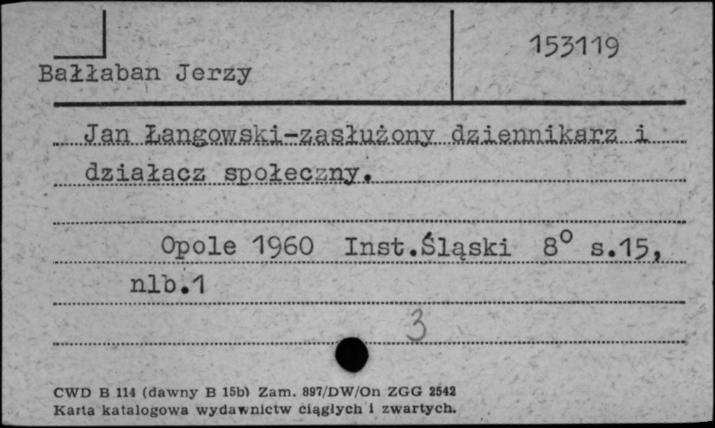 153119
Bałłaban Jerzy
Jan Łangowski-zasłużony dziennikarz i
działacz społeczny.
Opole 1960 Inst.Śląski 8° s.15,
nlb.1
3
CWD B 114 (dawny B 15b) Zam. 897/DW/On ZGG 2542
Karta katalogowa wydawnictw ciągłych i zwartych.